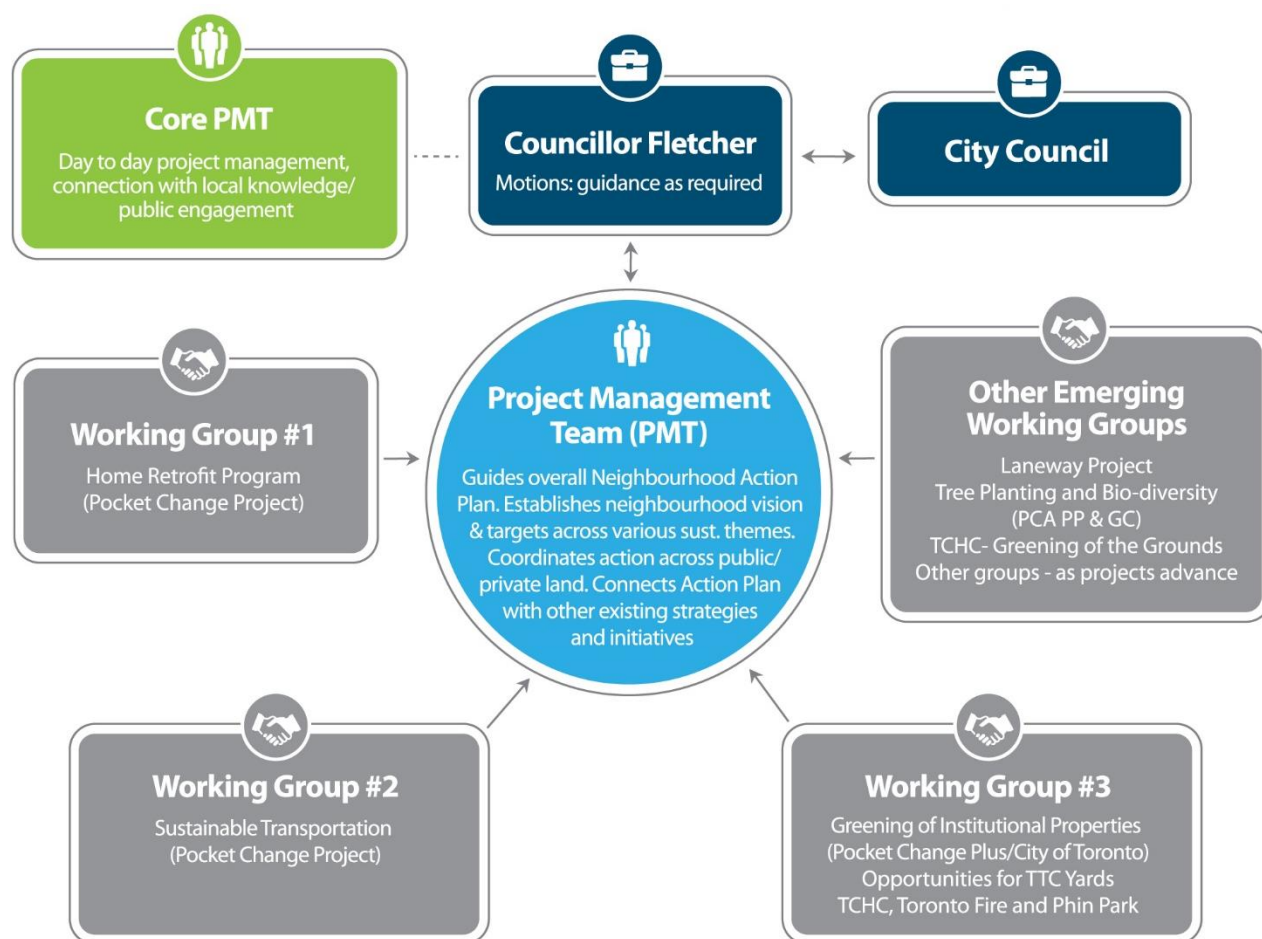 Core PMT
Day to day project management,
connection with local knowledge/
public engagement
Councillor Fletcher
Motions: guidance as required
City Council
Working Group #1
Home Retrofit Program
(Pocket Change Project)
Project Management
Team (PMT)
Guides overall Neighbourhood Action
Plan. Establishes neighbourhood vision
& targets across various sust. themes.
Coordinates action across public/
private land. Connects Action Plan
with other existing strategies
and initiatives
Other Emerging
Working Groups
Laneway Project
Tree Planting and Bio-diversity
(PCA PP & GC)
TCHC- Greening of the Grounds
Other groups - as projects advance
Working Group #2
Sustainable Transportation
(Pocket Change Project)
Working Group #3
Greening of Institutional Properties
(Pocket Change Plus/City of Toronto)
Opportunities for TTC Yards
TCHC, Toronto Fire and Phin Park